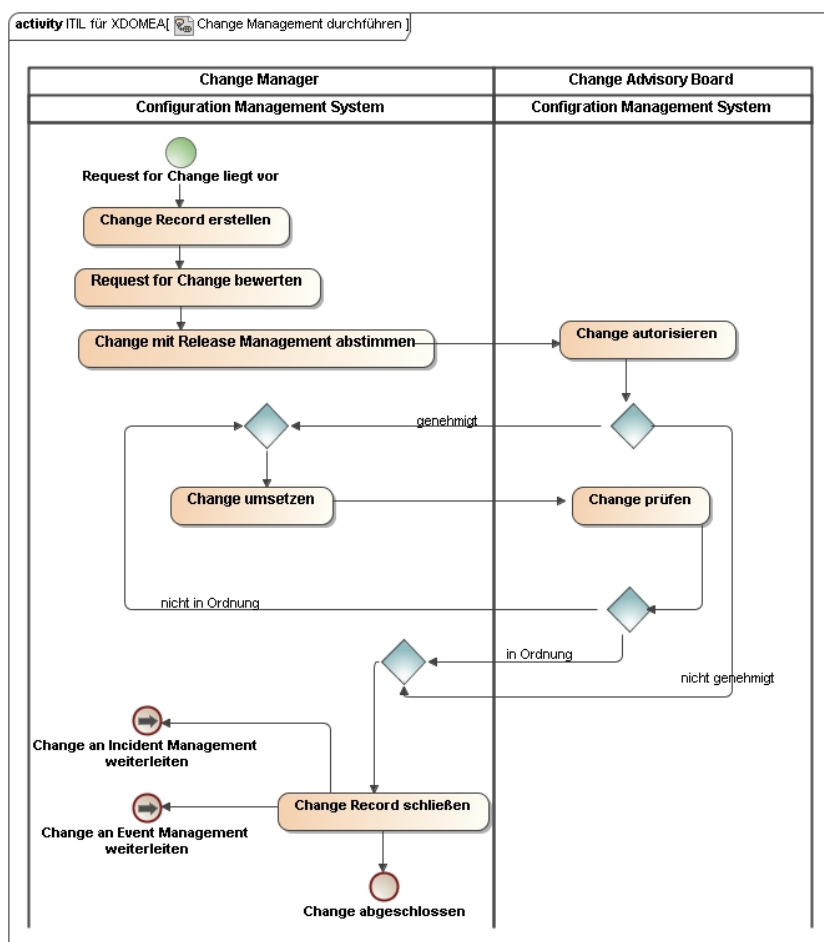 activity ITIL für XDOMEA[ Change Management durchführen ]
Change Manager
Change Advisory Board
Configuration Management System
Configration Management System
Request for Change liegt vor
Change Record erstellen
Request for Change bewerten
Change mit Release Management abstimmen
Change autorisieren
genehmigt
Change umsetzen
Change prüfen
nicht in Ordnung
in Ordnung
nicht genehmigt
Change an Incident Management
weiterleiten
Change Record schließen
Change an Event Management
weiterleiten
Change abgeschlossen